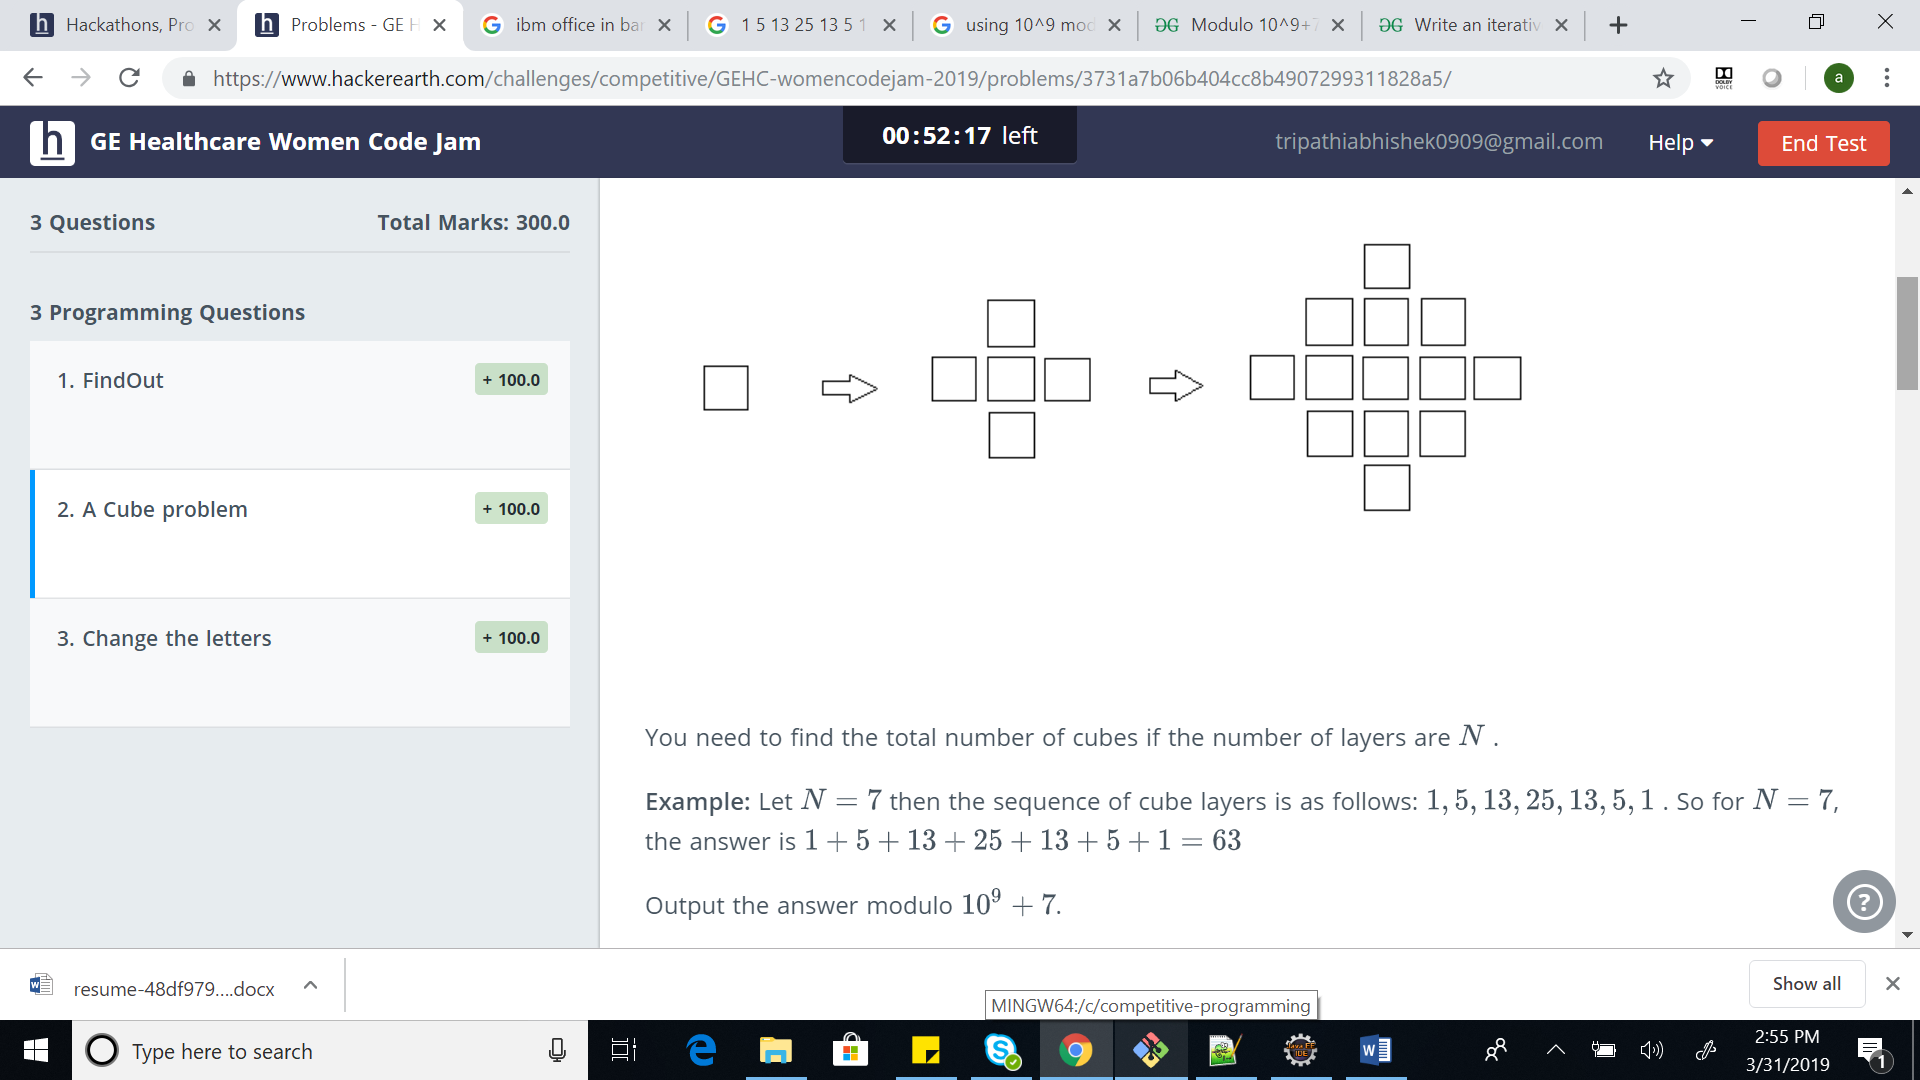 Hackathons, Pro
Problems - GE H
ibm office in ba
1 5 13 25 13 5 1
using 10^9 mod
Modulo 10^9+7
Write an iterativ
https://www.hackerearth.com/challenges/competitive/GEHC-womencodejam-2019/problems/3731a7b06b404cc8b4907299311828a5/
DOLBY
VOICE
a
h
GE Healthcare Women Code Jam
00:52:17 left
tripathiabhishek0909@gmail.com
Help
End Test
3 Questions
Total Marks: 300.0
3 Programming Questions
1. FindOut
+ 100.0
2. A Cube problem
+ 100.0
3. Change the letters
+ 100.0
You need to find the total number of cubes if the number of layers are N .
Example: Let N = 7 then the sequence of cube layers is as follows: 1, 5, 13, 25, 13, 5, 1 . So for N = 7,
the answer is 1 + 5 + 13 + 25 + 13 + 5 + 1 = 63
Output the answer modulo 10⁹ + 7.
?
resume-48df979....docx
Show all
MINGW64:/c/competitive-programming
Type here to search
2:55 PM
3/31/2019
1